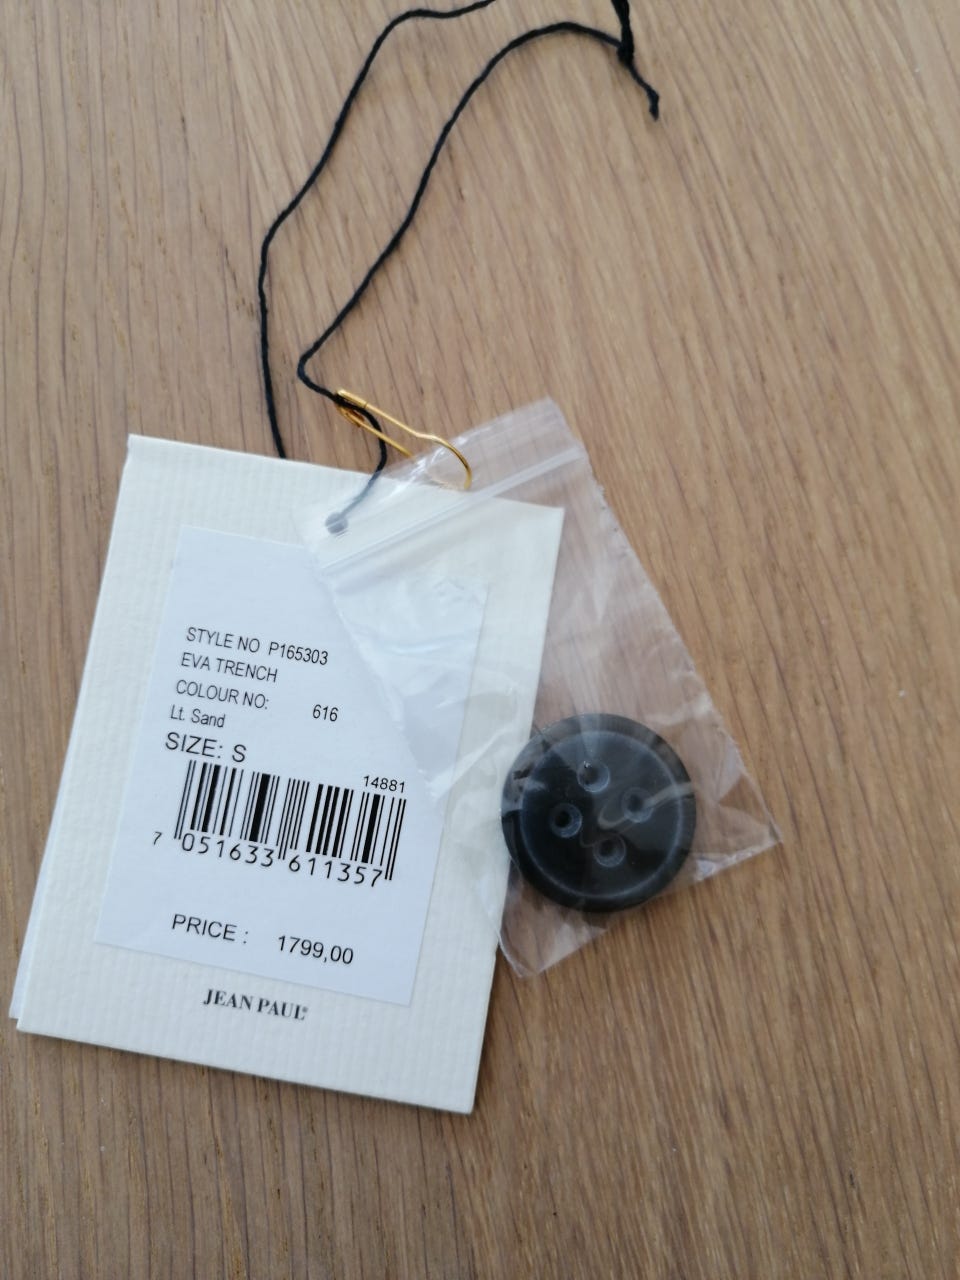 STYLE NO P165303
EVA TRENCH
COLOUR NO: 616
Lt. Sand
SIZE: S
14881
7 051633 611357
PRICE : 1799,00
JEAN PAUL®